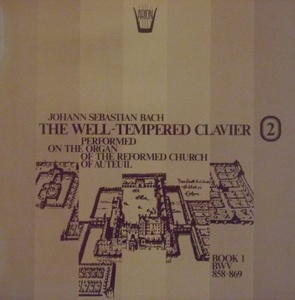 ARION
JOHANN SEBASTIAN BACH
THE WELL-TEMPERED CLAVIER 2
PERFORMED
ON THE ORGAN
OF THE REFORMED CHURCH
OF AUTEUIL
BOOK 1
BWV
858-869